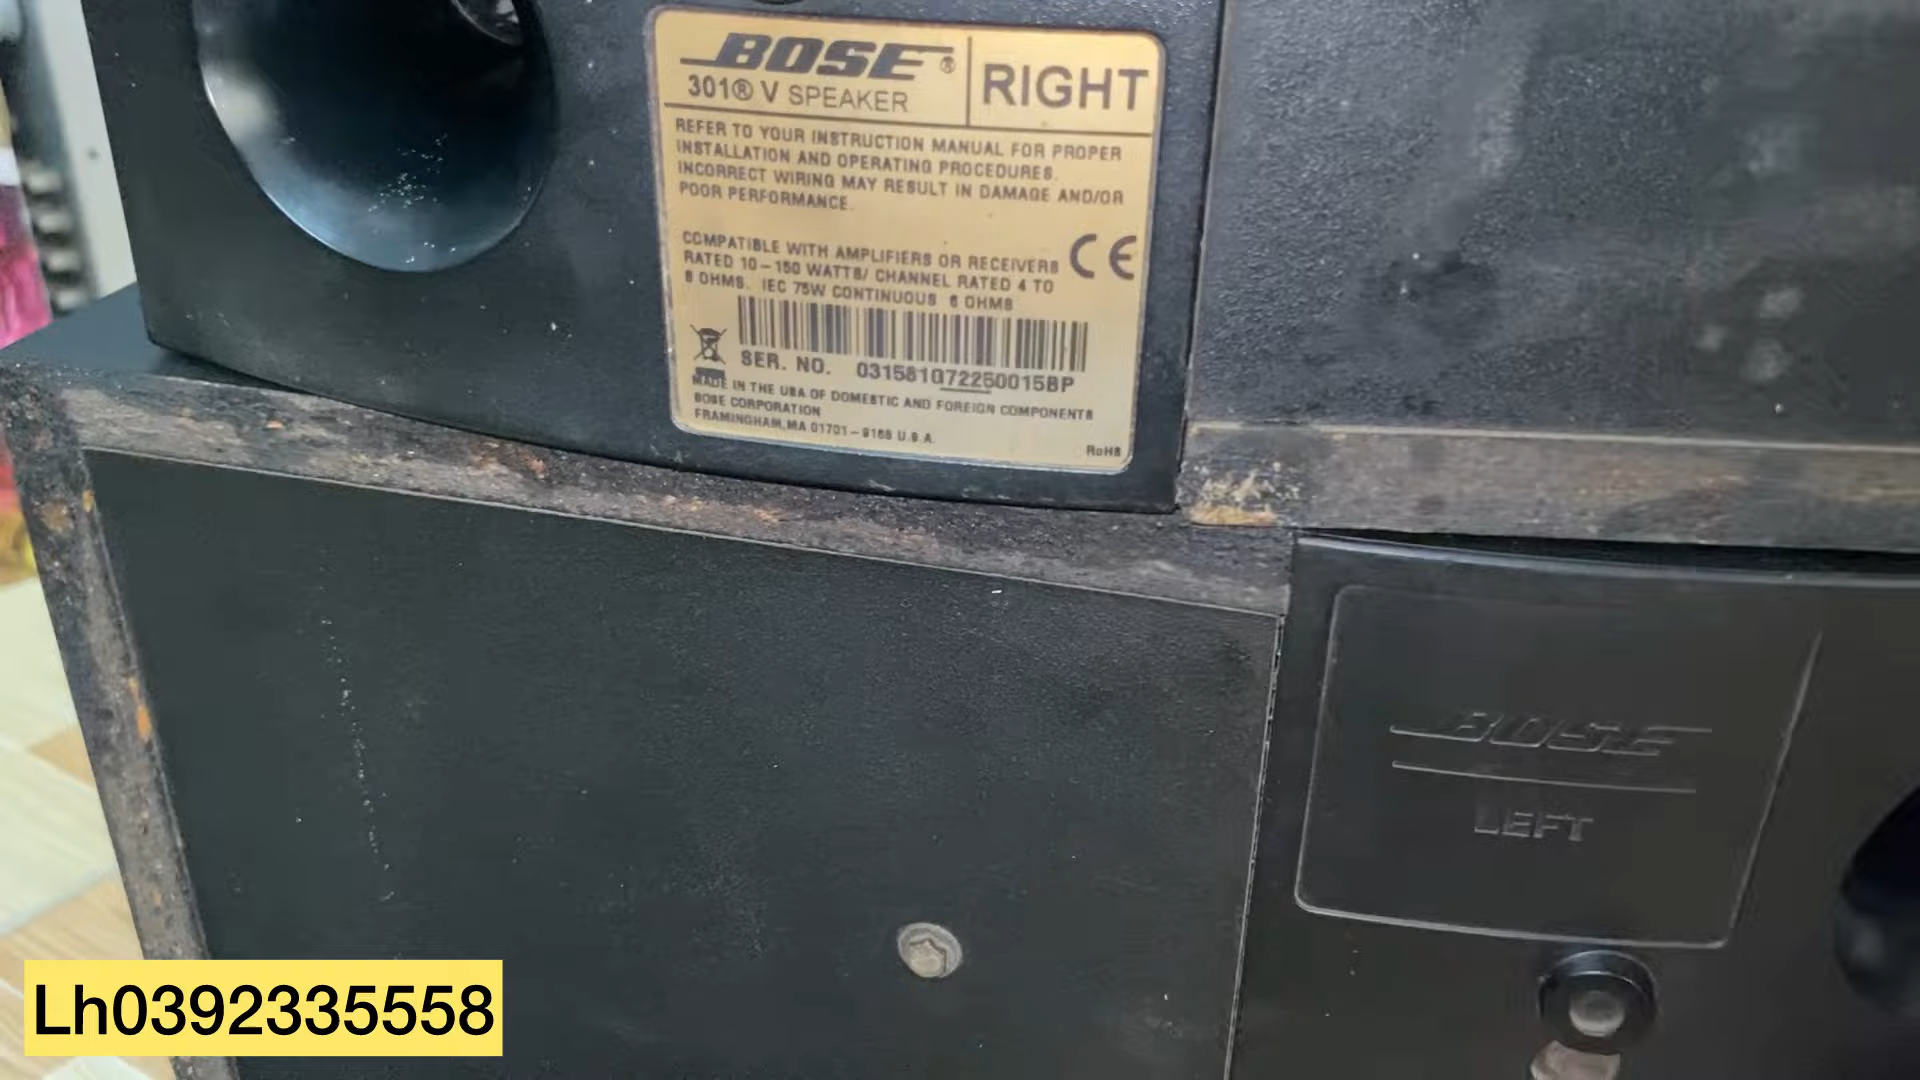 BOSE®
301® V SPEAKER
RIGHT
REFER TO YOUR INSTRUCTION MANUAL FOR PROPER
INSTALLATION AND OPERATING PROCEDURES.
INCORRECT WIRING MAY RESULT IN DAMAGE AND/OR
POOR PERFORMANCE.
COMPATIBLE WITH AMPLIFIERS OR RECEIVERS
RATED 10-150 WATTS/ CHANNEL RATED 4 TO
8 OHMS. IEC 75W CONTINUOUS 6 OHMS
CE
SER. NO. 031581072250015BP
MADE IN THE USA OF DOMESTIC AND FOREIGN COMPONENTS
BOSE CORPORATION
FRAMINGHAM, MA 01701-9168 U.S.A.
RoHS
BOSE
LEFT
Lh0392335558